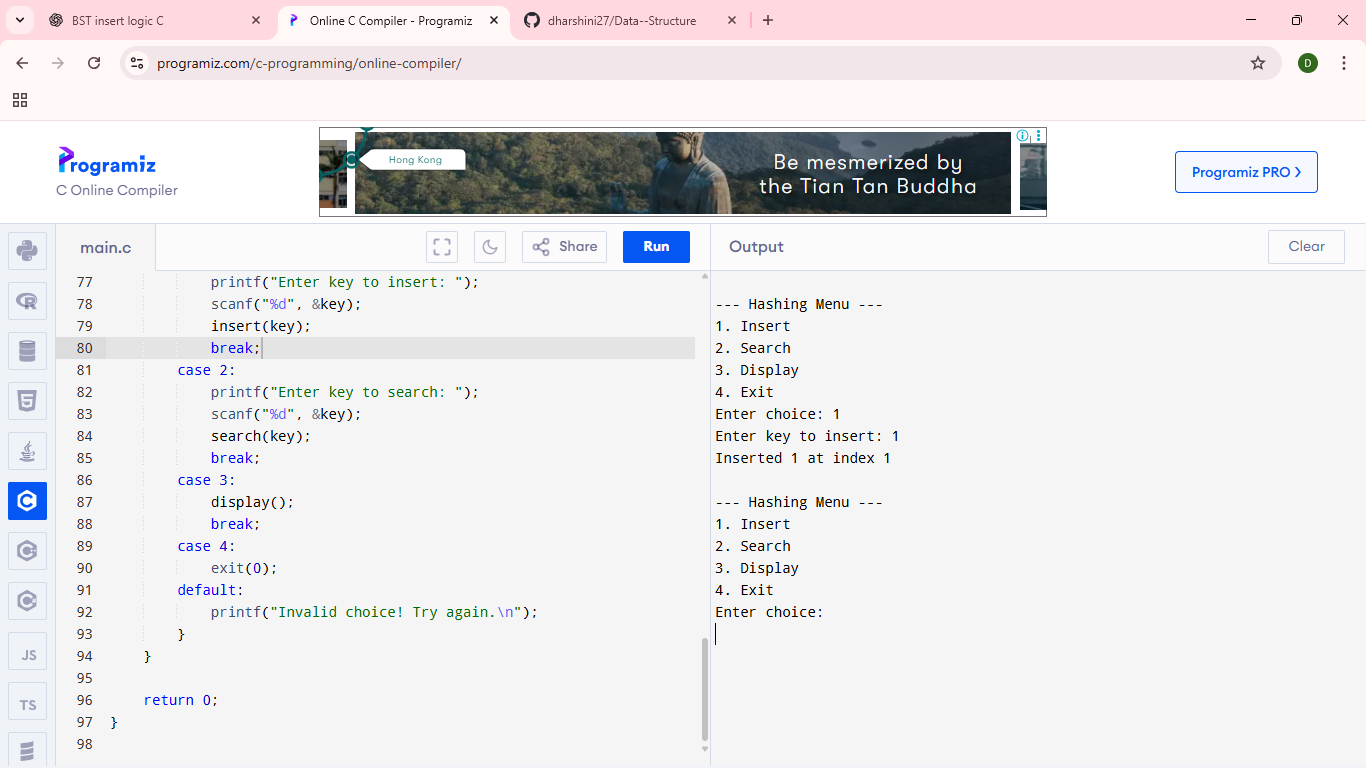 BST insert logic C
Online C Compiler - Programiz
dharshini27/Data--Structure
programiz.com/c-programming/online-compiler/
D
Programiz
C Online Compiler
Hong Kong
Be mesmerized by
the Tian Tan Buddha
Programiz PRO
main.c
Share
Run
Output
Clear
77 printf("Enter key to insert: ");
78 scanf("%d", &key);
79 insert(key);
80 break;
81 case 2:
82 printf("Enter key to search: ");
83 scanf("%d", &key);
84 search(key);
85 break;
86 case 3:
87 display();
88 break;
89 case 4:
90 exit(0);
91 default:
92 printf("Invalid choice! Try again.\n");
93 }
94 }
95
96 return 0;
97 }
98
--- Hashing Menu ---
1. Insert
2. Search
3. Display
4. Exit
Enter choice: 1
Enter key to insert: 1
Inserted 1 at index 1
--- Hashing Menu ---
1. Insert
2. Search
3. Display
4. Exit
Enter choice:
R
5
C
C
C
JS
TS